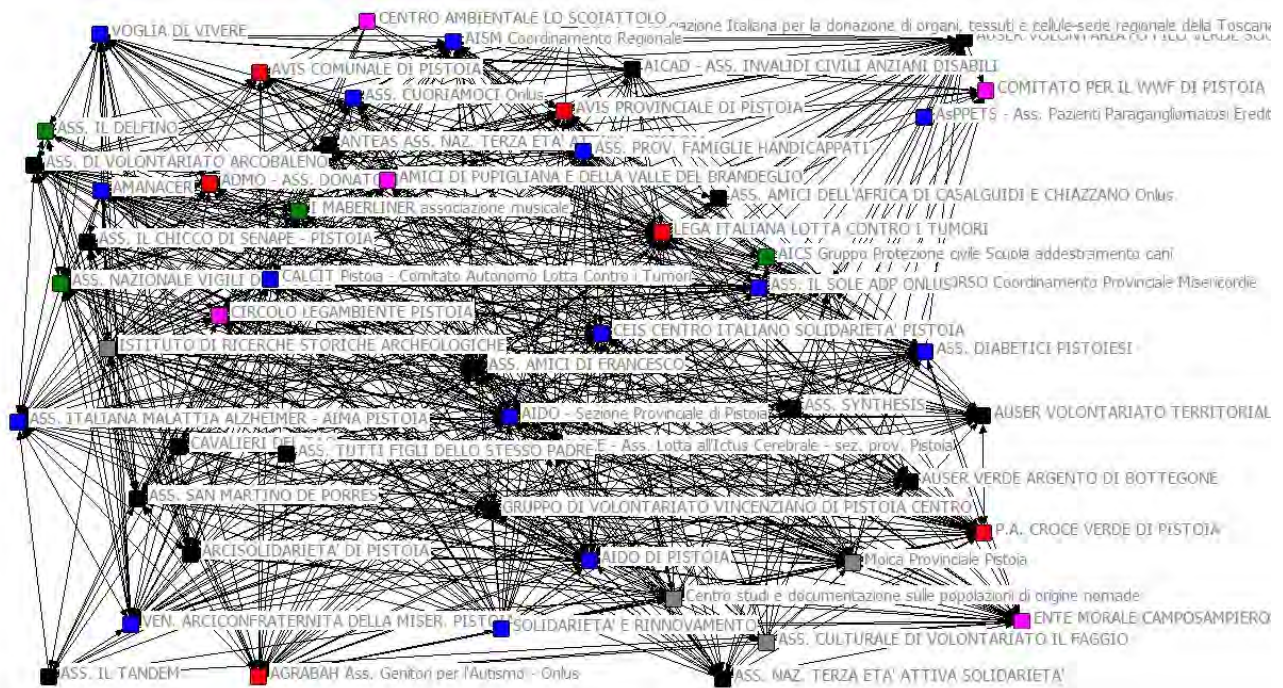 CENTRO AMBIENTALE LO SCOIATTOLO
ciazione Italiana per la donazione di organi, tessuti e cellule-sede regionale della Toscana
VOGLIA DI VIVERE
AISM Coordinamento Regionale
AUSER VOLONTARIATO
AVIS COMUNALE DI PISTOIA
AICAD - ASS. INVALIDI CIVILI ANZIANI DISABILI
COMITATO PER IL WWF DI PISTOIA
ASS. CUORIAMOCI Onlus
AVIS PROVINCIALE DI PISTOIA
AsPPETS - Ass. Pazienti Paragangliomatosi Eredit
ASS. IL DELFINO
ANTEAS ASS. NAZ. TERZA ETA'
ASS. PROV. FAMIGLIE HANDICAPPATI
ASS. DI VOLONTARIATO ARCOBALENO
AMANACER
ADMO - ASS. DONATO
AMICI DI PUPIGLIANA E DELLA VALLE DEL BRANDEGLIO
ASS. AMICI DELL'AFRICA DI CASALGUIDI E CHIAZZANO Onlus
I MABERLINER associazione musicale
LEGA ITALIANA LOTTA CONTRO I TUMORI
ASS. IL CHICCO DI SENAPE - PISTOIA
AICS Gruppo Protezione civile Scuola addestramento cani
ASS. NAZIONALE VIGILI D
CALCIT Pistoia - Comitato Autonomo Lotta Contro i Tumori
ASS. IL SOLE ADP ONLUS
ORSO Coordinamento Provinciale Misericordie
CIRCOLO LEGAMBIENTE PISTOIA
CEIS CENTRO ITALIANO SOLIDARIETA' PISTOIA
ISTITUTO DI RICERCHE STORICHE ARCHEOLOGICHE
ASS. DIABETICI PISTOIESI
ASS. AMICI DI FRANCESCO
ASS. ITALIANA MALATTIA ALZHEIMER - AIMA PISTOIA
AIDO - Sezione Provinciale di Pistoia
ASS. SYNTHESIS
AUSER VOLONTARIATO TERRITORIAL
CAVALIERI DEL
ASS. TUTTI FIGLI DELLO STESSO PADRE
E - Ass. Lotta all'Ictus Cerebrale - sez. prov. Pistoia
AUSER VERDE ARGENTO DI BOTTEGONE
ASS. SAN MARTINO DE PORRES
GRUPPO DI VOLONTARIATO VINCENZIANO DI PISTOIA CENTRO
P.A. CROCE VERDE DI PISTOIA
ARCISOLIDARIETA' DI PISTOIA
AIDO DI PISTOIA
Moica Provinciale Pistoia
Centro studi e documentazione sulle popolazioni di origine nomade
VEN. ARCICONFRATERNITA DELLA MISER. PISTOIA
SOLIDARIETA' E RINNOVAMENTO
ENTE MORALE CAMPOSAMPIERO
ASS. CULTURALE DI VOLONTARIATO IL FAGGIO
ASS. IL TANDEM
AGRABAH Ass. Genitori per l'Autismo - Onlus
ASS. NAZ. TERZA ETA' ATTIVA SOLIDARIETA'